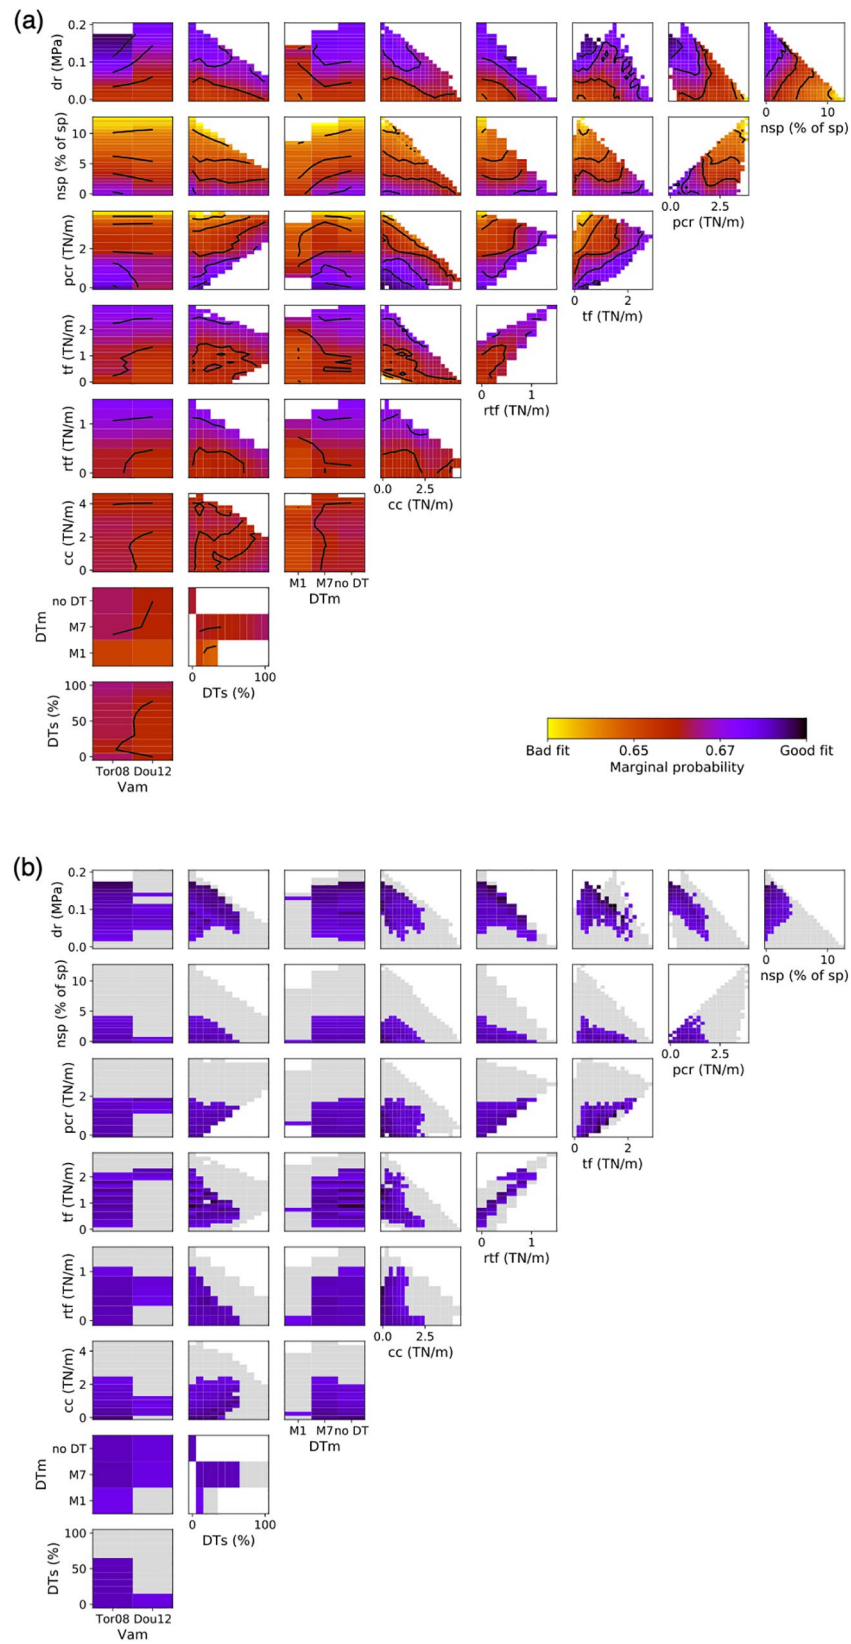 (a)
dr (MPa)
0.2
0.1
0.0
0 10
nsp (% of sp)
nsp (% of sp)
10
5
0
0.0 2.5
pcr (TN/m)
pcr (TN/m)
2
0
0 2
tf (TN/m)
tf (TN/m)
2
1
0
0 1
rtf (TN/m)
rtf (TN/m)
1
0
0.0 2.5
cc (TN/m)
cc (TN/m)
4
2
0
M1 M7 no DT
DTm
DTm
no DT
M7
M1
0 100
DTs (%)
DTs (%)
100
50
0
Tor08 Dou12
Vam
Bad fit 0.65 0.67 Good fit
Marginal probability
(b)
dr (MPa)
0.2
0.1
0.0
0 10
nsp (% of sp)
nsp (% of sp)
10
5
0
0.0 2.5
pcr (TN/m)
pcr (TN/m)
2
0
0 2
tf (TN/m)
tf (TN/m)
2
1
0
0 1
rtf (TN/m)
rtf (TN/m)
1
0
0.0 2.5
cc (TN/m)
cc (TN/m)
4
2
0
M1 M7 no DT
DTm
DTm
no DT
M7
M1
0 100
DTs (%)
DTs (%)
100
50
0
Tor08 Dou12
Vam